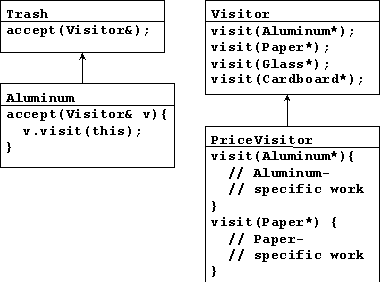 Trash
accept(Visitor&);
Aluminum
accept(Visitor& v){
v.visit(this);
}
Visitor
visit(Aluminum*);
visit(Paper*);
visit(Glass*);
visit(Cardboard*);
PriceVisitor
visit(Aluminum*){
// Aluminum-
// specific work
}
visit(Paper*) {
// Paper-
// specific work
}